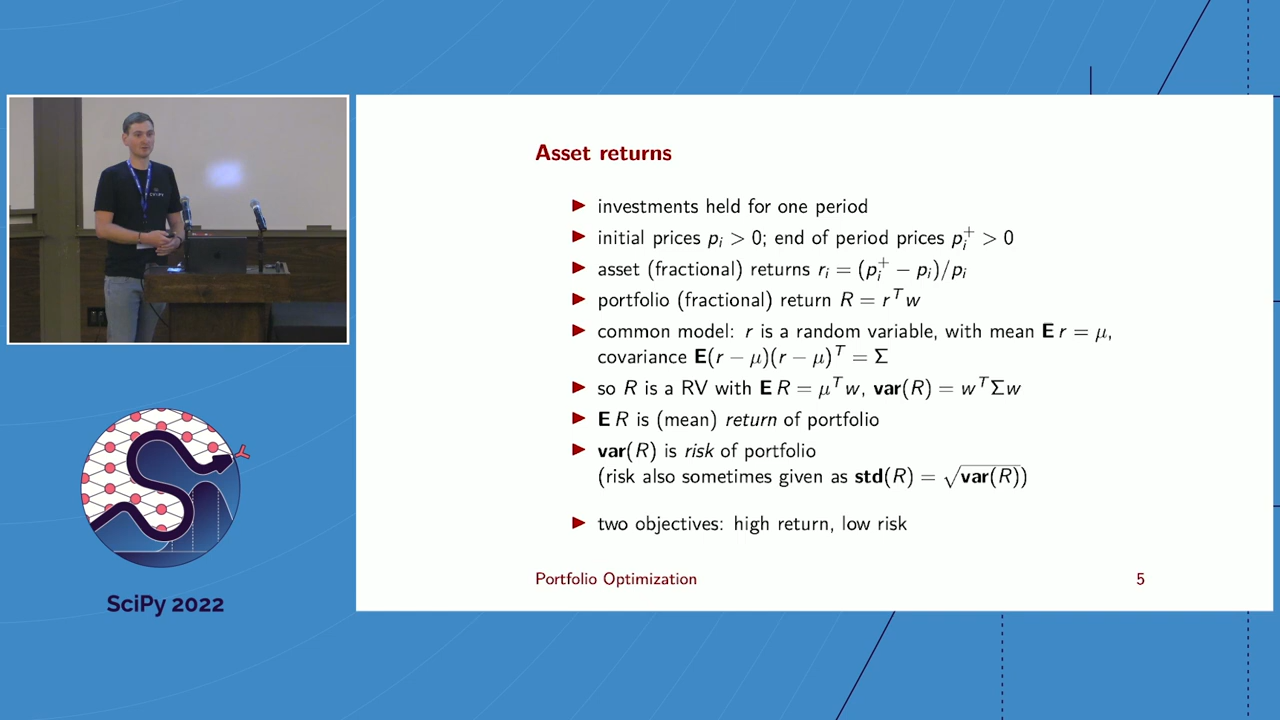 Asset returns
▶ investments held for one period
▶ initial prices pᵢ > 0; end of period prices pᵢ⁺ > 0
▶ asset (fractional) returns rᵢ = (pᵢ⁺ − pᵢ)/pᵢ
▶ portfolio (fractional) return R = rᵀw
▶ common model: r is a random variable, with mean E r = μ,
covariance E(r − μ)(r − μ)ᵀ = Σ
▶ so R is a RV with E R = μᵀw, var(R) = wᵀΣw
▶ E R is (mean) return of portfolio
▶ var(R) is risk of portfolio
(risk also sometimes given as std(R) = √var(R))
▶ two objectives: high return, low risk
Portfolio Optimization 5
SciPy 2022